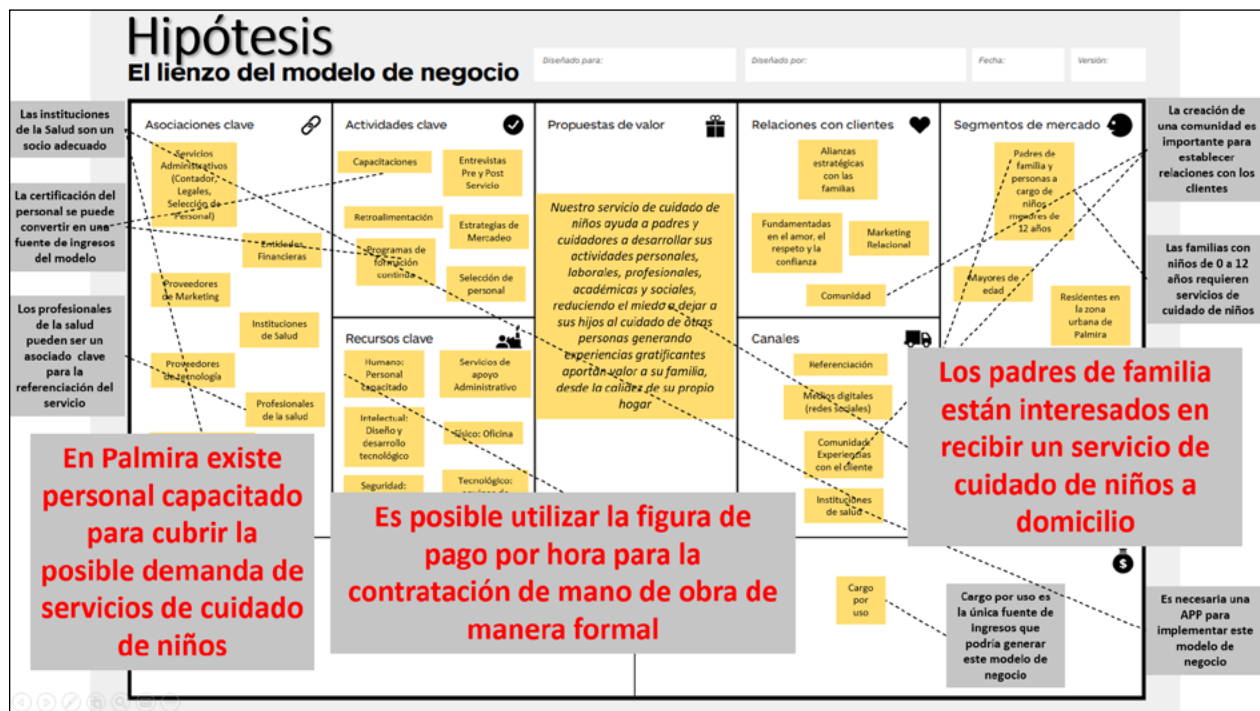 Hipótesis
El lienzo del modelo de negocio
Diseñado para:
Diseñado por:
Fecha:
Versión:
Las instituciones
de la Salud son un
socio adecuado
La certificación del
personal se puede
convertir en una
fuente de ingresos
del modelo
Los profesionales
de la salud
pueden ser un
asociado clave
para la
referenciación del
servicio
Asociaciones clave
Servicios
Administrativos
(Contador,
Legales,
Selección de
Personal)
Entidades
Financieras
Proveedores
de Marketing
Instituciones
de Salud
Proveedores
de tecnología
Profesionales
de la salud
En Palmira existe
personal capacitado
para cubrir la
posible demanda de
servicios de cuidado
de niños
Actividades clave
Capacitaciones
Entrevistas
Pre y Post
Servicio
Retroalimentación
Estrategias de
Mercadeo
Programas de
formación
continua
Selección de
personal
Recursos clave
Humano:
Personal
capacitado
Servicios de
apoyo
Administrativo
Intelectual:
Diseño y
desarrollo
tecnológico
Físico: Oficina
Seguridad:
Tecnológico:
Es posible utilizar la figura de
pago por hora para la
contratación de mano de obra de
manera formal
Propuestas de valor
Nuestro servicio de cuidado de
niños ayuda a padres y
cuidadores a desarrollar sus
actividades personales,
laborales, profesionales,
académicas y sociales,
reduciendo el miedo a dejar a
sus hijos al cuidado de otras
personas generando
experiencias gratificantes
aportan valor a su familia,
desde la calidez de su propio
hogar
Relaciones con clientes
Alianzas
estratégicas
con las
familias
Fundamentadas
en el amor, el
respeto y la
confianza
Marketing
Relacional
Comunidad
Canales
Referenciación
Medios digitales
(redes sociales)
Comunidad:
Experiencias
con el cliente
Instituciones
de salud
Segmentos de mercado
Padres de
familia y
personas a
cargo de
niños
menores de
12 años
Mayores de
edad
Residentes en
la zona
urbana de
Palmira
Los padres de familia
están interesados en
recibir un servicio de
cuidado de niños a
domicilio
La creación de
una comunidad es
importante para
establecer
relaciones con los
clientes
Las familias con
niños de 0 a 12
años requieren
servicios de
cuidado de niños
Cargo
por
uso
Cargo por uso es
la única fuente de
ingresos que
podría generar
este modelo de
negocio
Es necesaria una
APP para
implementar este
modelo de
negocio